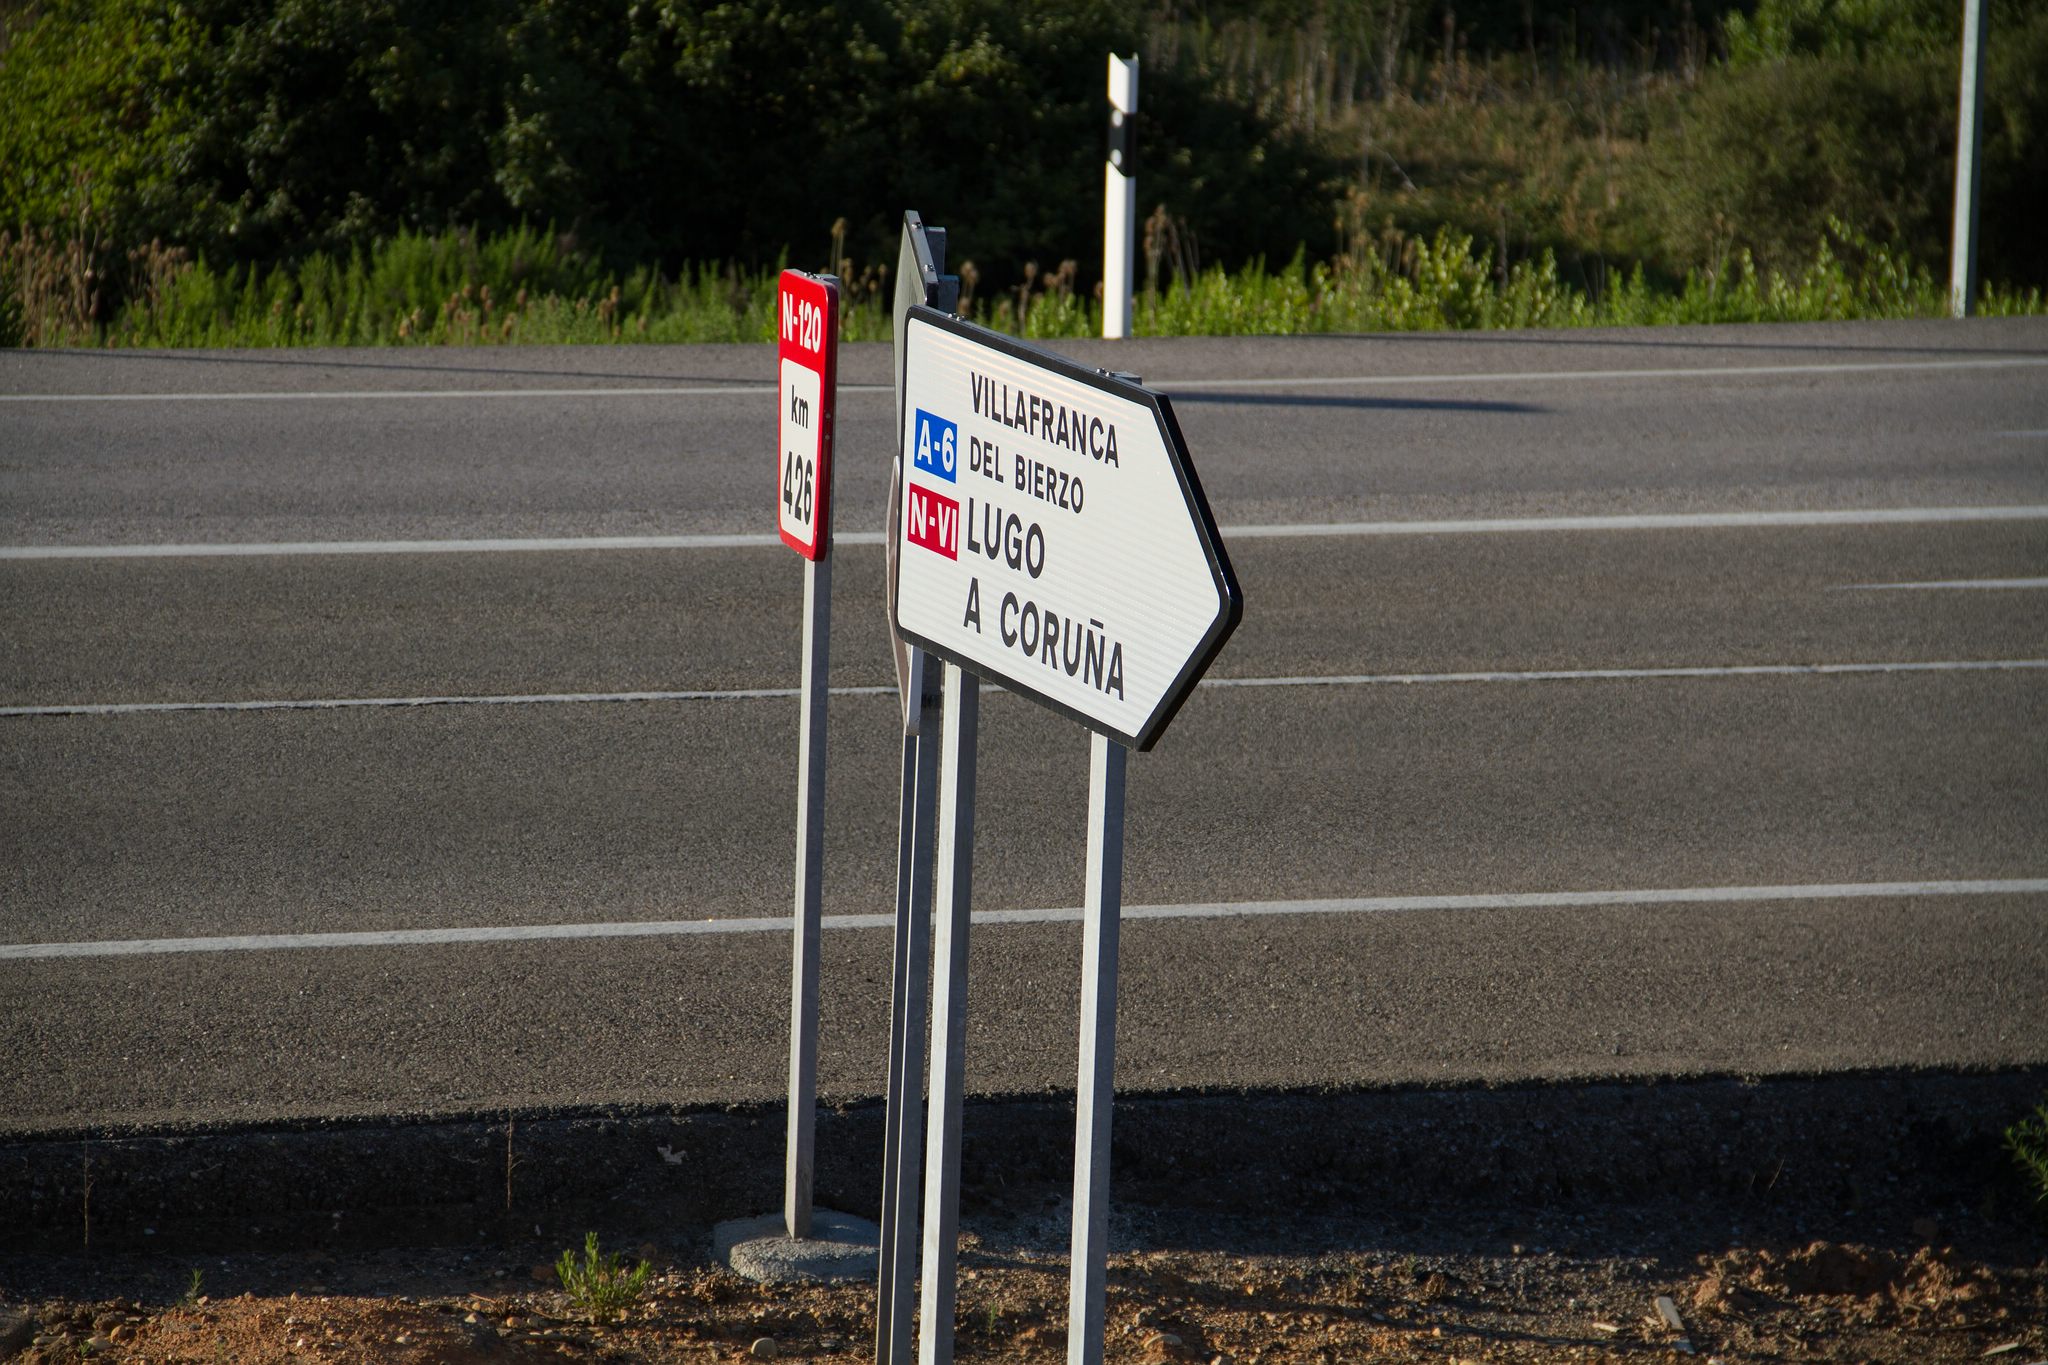 N-120
km
426
VILLAFRANCA
A-6 DEL BIERZO
N-VI LUGO
A CORUÑA